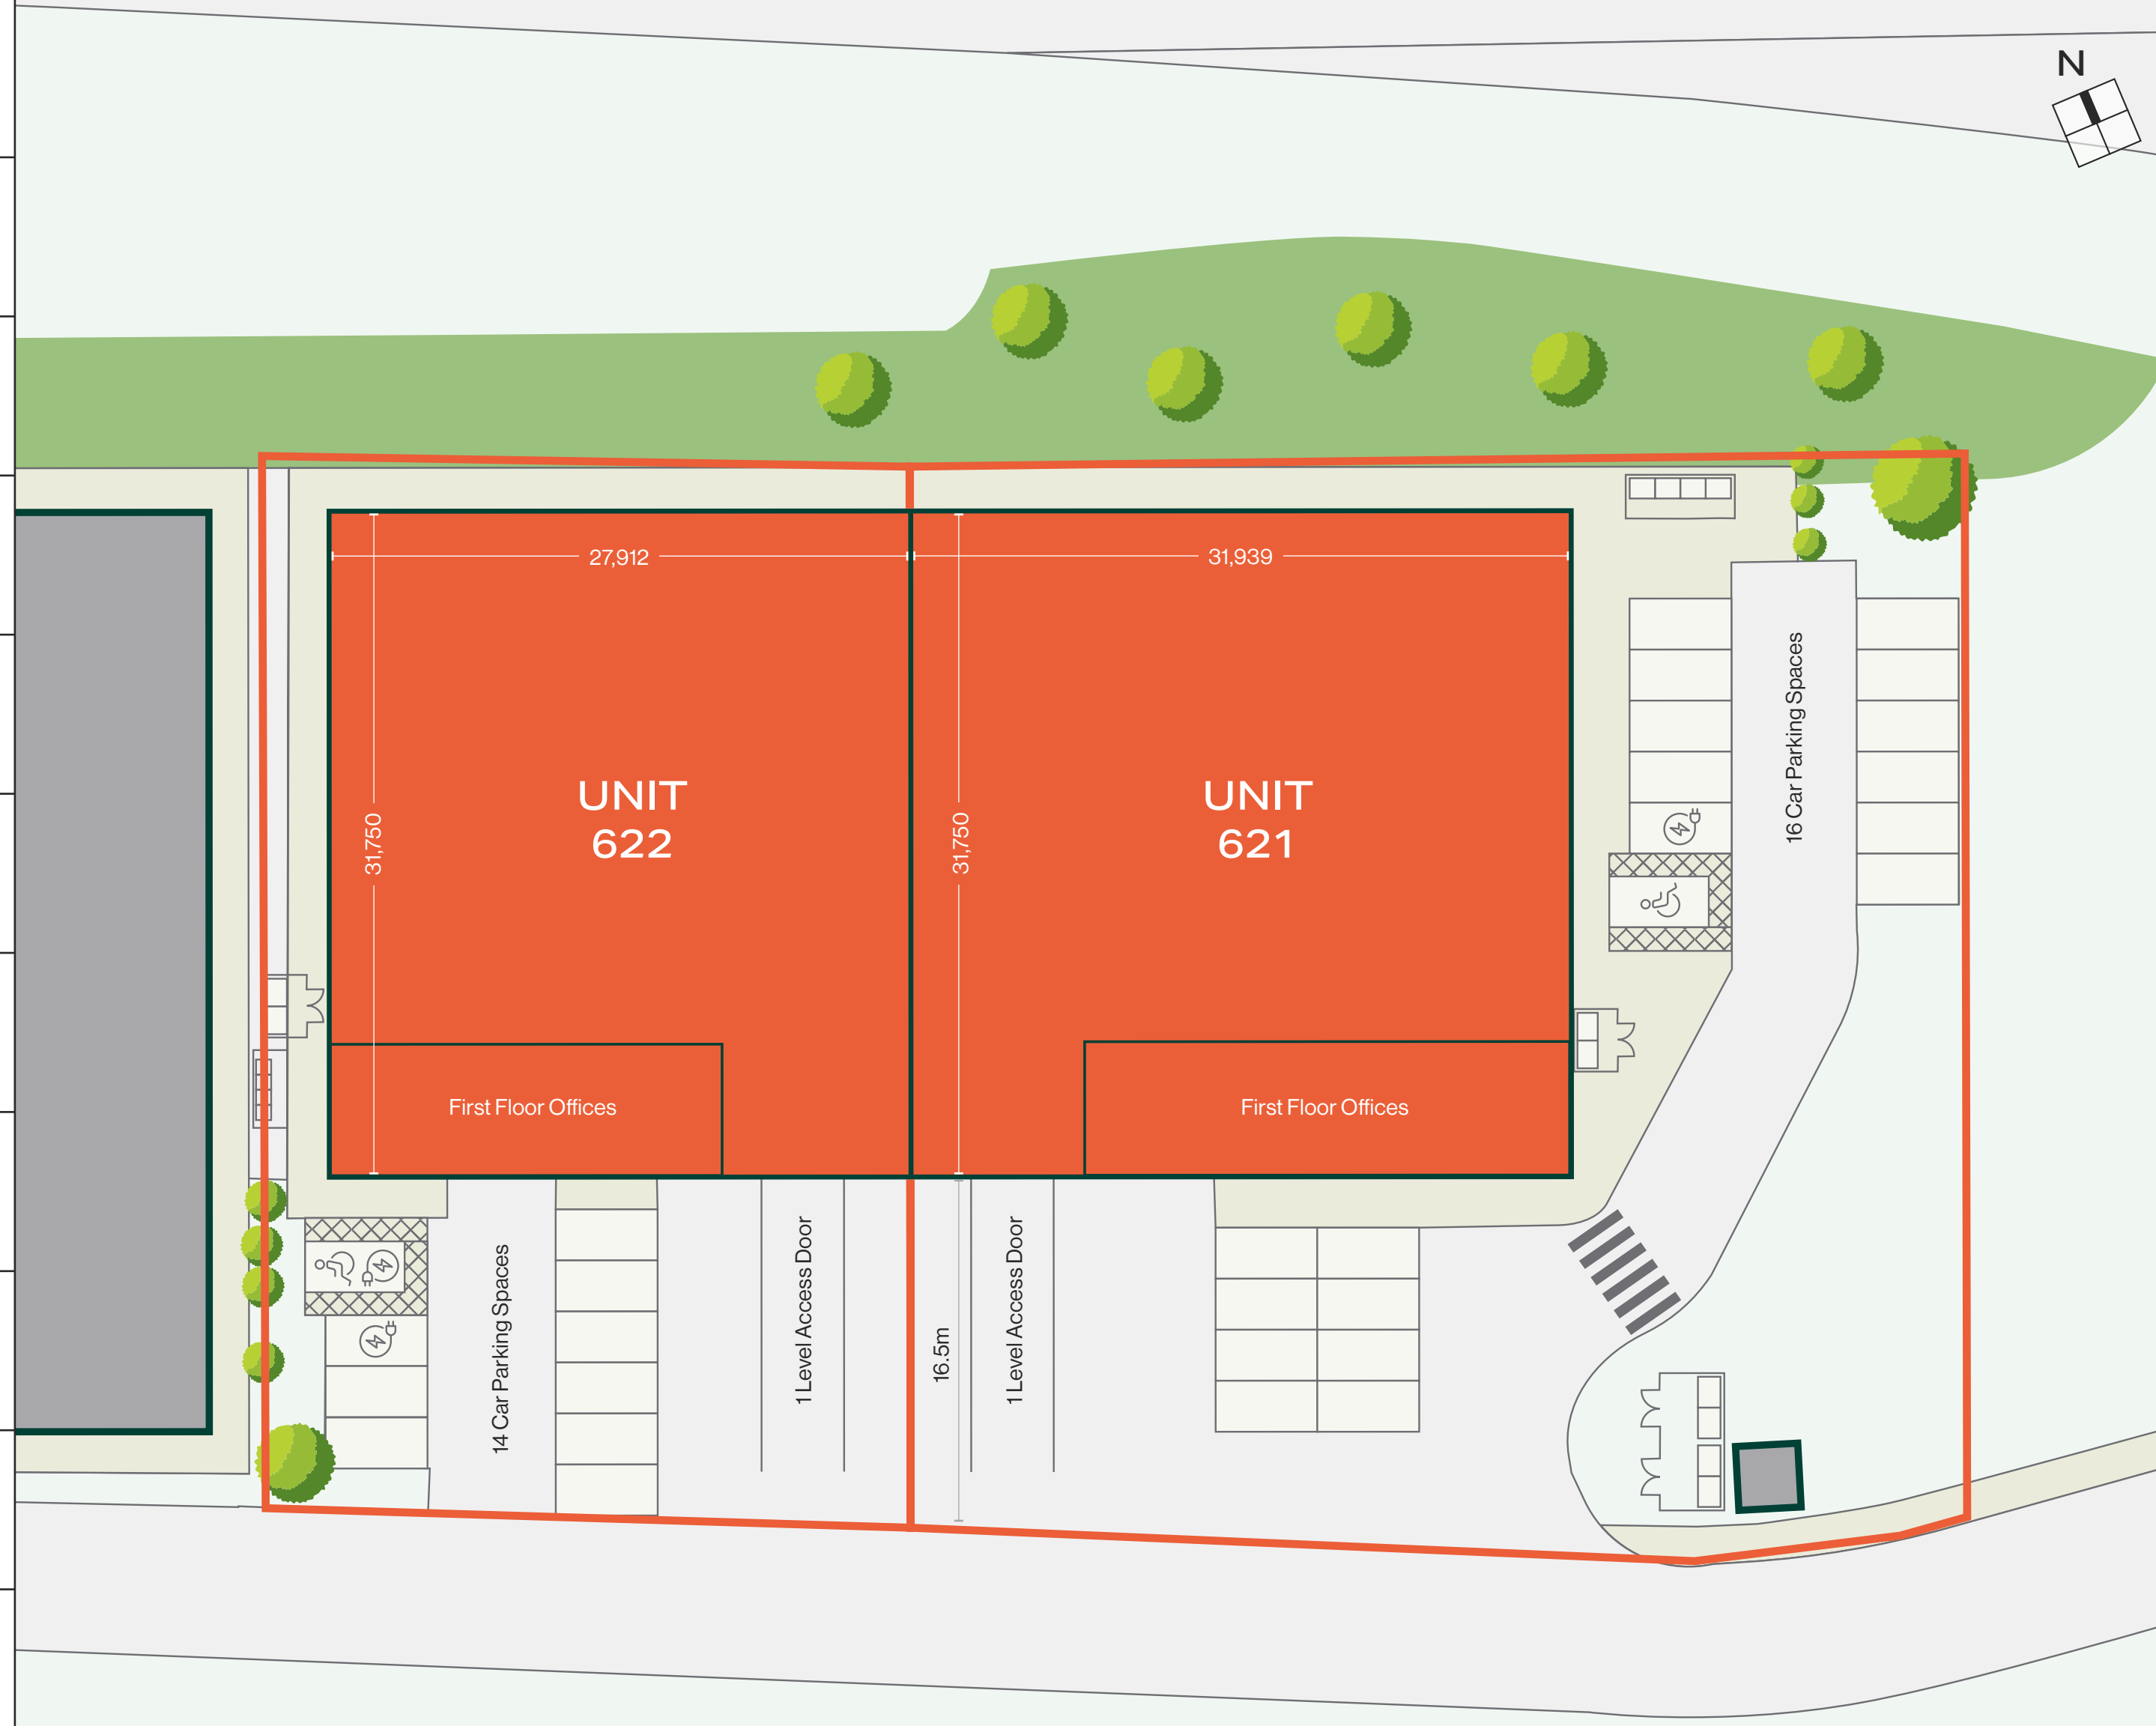 N
27,912
31,939
UNIT
622
UNIT
621
31,750
31,750
16 Car Parking Spaces
First Floor Offices
First Floor Offices
14 Car Parking Spaces
1 Level Access Door
16.5m
1 Level Access Door